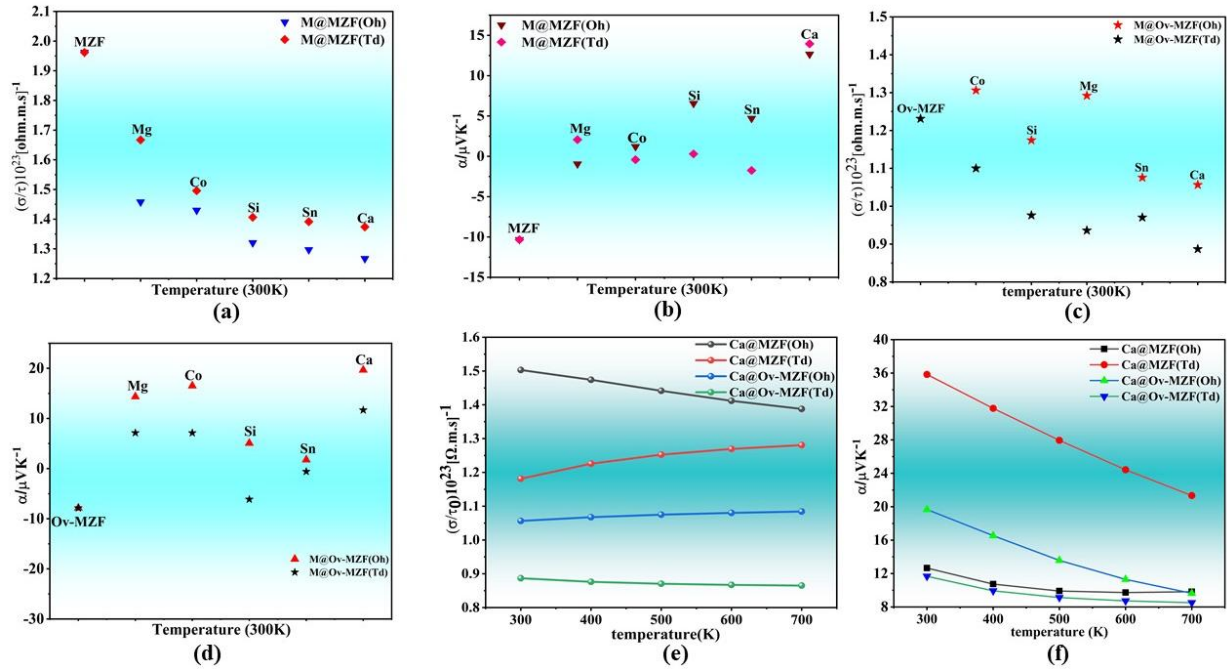 2.1
2.0
1.9
1.8
1.7
1.6
1.5
1.4
1.3
1.2
(σ/τ)10²³[ohm.m.s]⁻¹
M@MZF(Oh)
M@MZF(Td)
MZF
Mg
Co
Si
Sn
Ca
Temperature (300K)
(a)
15
10
5
0
-5
-10
-15
α/μVK⁻¹
M@MZF(Oh)
M@MZF(Td)
MZF
Mg
Co
Si
Sn
Ca
Temperature (300K)
(b)
1.5
1.4
1.3
1.2
1.1
1.0
0.9
0.8
(σ/τ)10²³[ohm.m.s]⁻¹
M@Ov-MZF(Oh)
M@Ov-MZF(Td)
Ov-MZF
Co
Si
Mg
Sn
Ca
temperature (300K)
(c)
20
10
0
-10
-20
-30
α/μVK⁻¹
Ov-MZF
Mg
Co
Si
Sn
Ca
M@Ov-MZF(Oh)
M@Ov-MZF(Td)
Temperature (300K)
(d)
1.6
1.5
1.4
1.3
1.2
1.1
1.0
0.9
0.8
(σ/τ0)10²³[Ω.m.s]⁻¹
Ca@MZF(Oh)
Ca@MZF(Td)
Ca@Ov-MZF(Oh)
Ca@Ov-MZF(Td)
300 400 500 600 700
temperature(K)
(e)
40
36
32
28
24
20
16
12
8
α/μVK⁻¹
Ca@MZF(Oh)
Ca@MZF(Td)
Ca@Ov-MZF(Oh)
Ca@Ov-MZF(Td)
300 400 500 600 700
temperature (K)
(f)